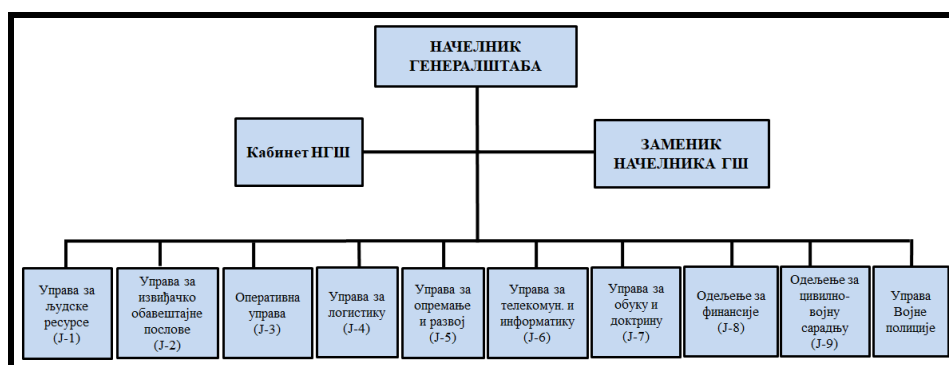 НАЧЕЛНИК
ГЕНЕРАЛШТАБА
Кабинет НГШ
ЗАМЕНИК
НАЧЕЛНИКА ГШ
Управа за
људске
ресурсе
(Ј-1)
Управа за
извиђачко
обавештајне
послове
(Ј-2)
Оперативна
управа
(Ј-3)
Управа за
логистику
(Ј-4)
Управа за
опремање
и развој
(Ј-5)
Управа за
телекомун. и
информатику
(Ј-6)
Управа за
обуку и
доктрину
(Ј-7)
Одељење за
финансије
(Ј-8)
Одељење за
цивилно-
војну
сарадњу
(Ј-9)
Управа
Војне
полиције